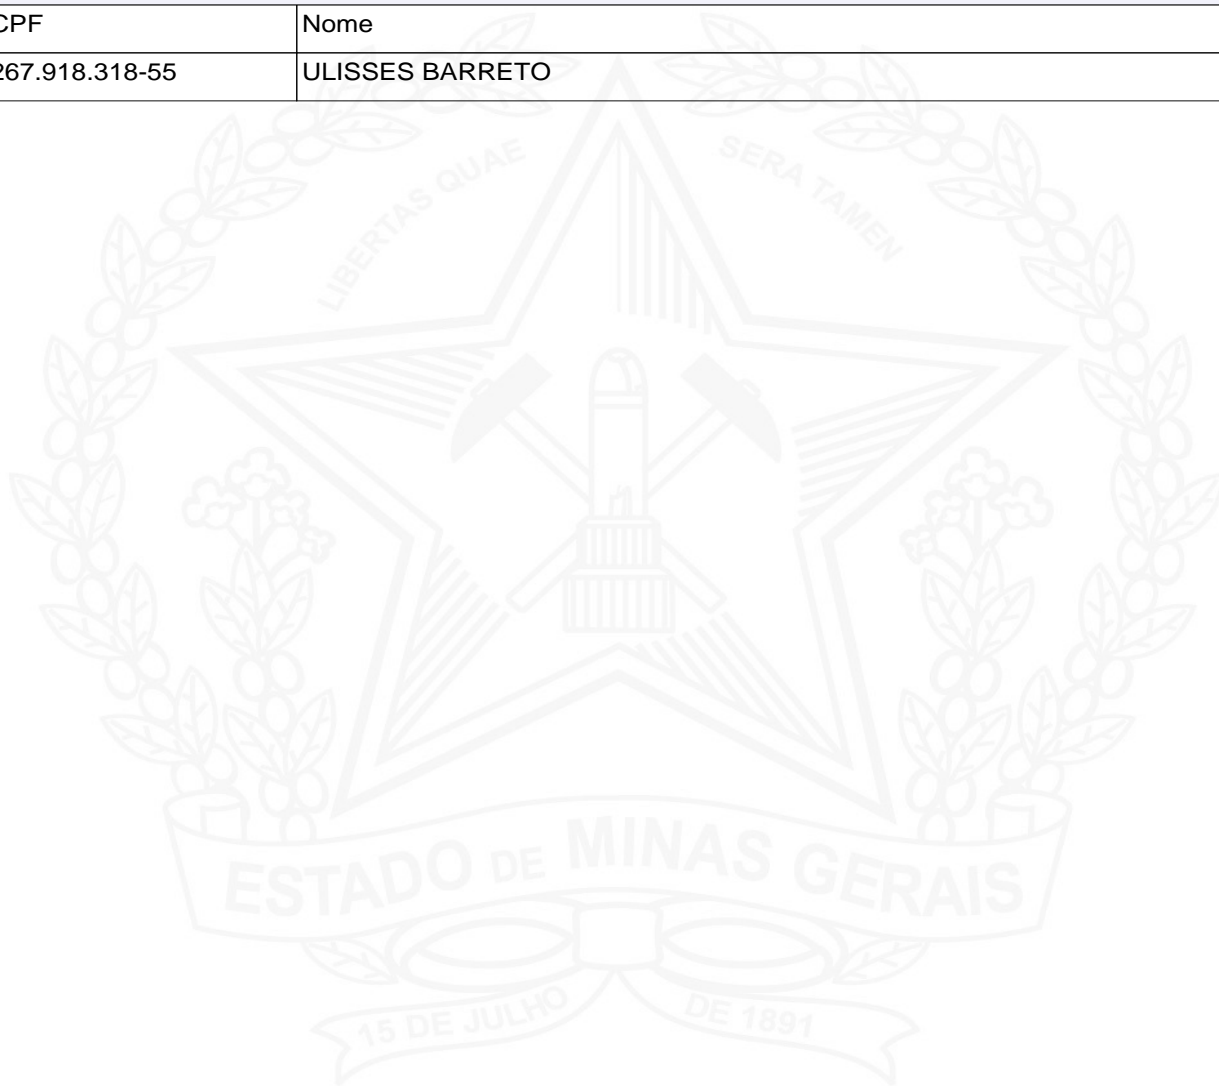 CPF Nome
267.918.318-55 ULISSES BARRETO
LIBERTAS QUAE SERA TAMEN
ESTADO DE MINAS GERAIS
15 DE JULHO DE 1891